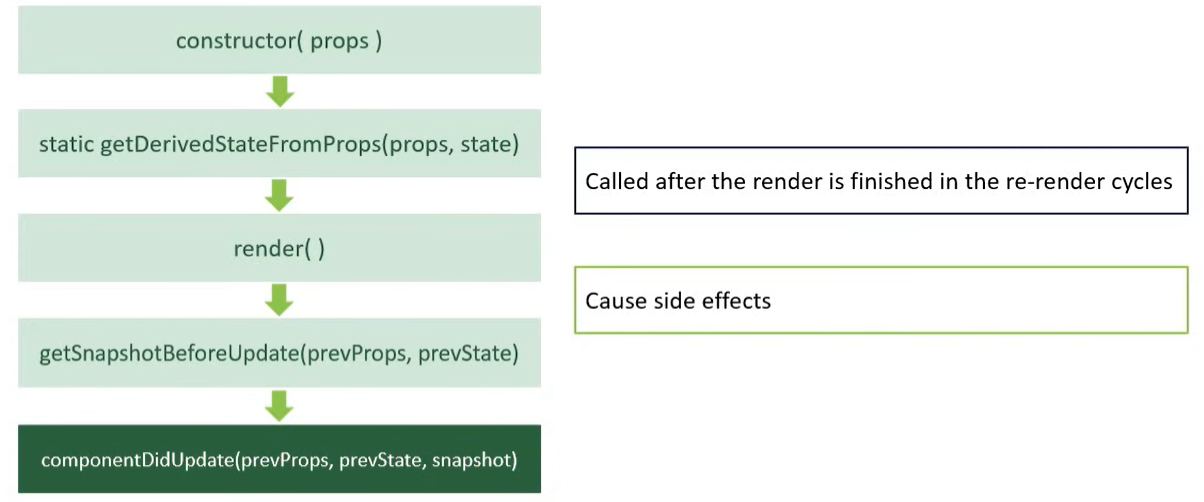 constructor( props )
static getDerivedStateFromProps(props, state)
render( )
getSnapshotBeforeUpdate(prevProps, prevState)
componentDidUpdate(prevProps, prevState, snapshot)
Called after the render is finished in the re-render cycles
Cause side effects